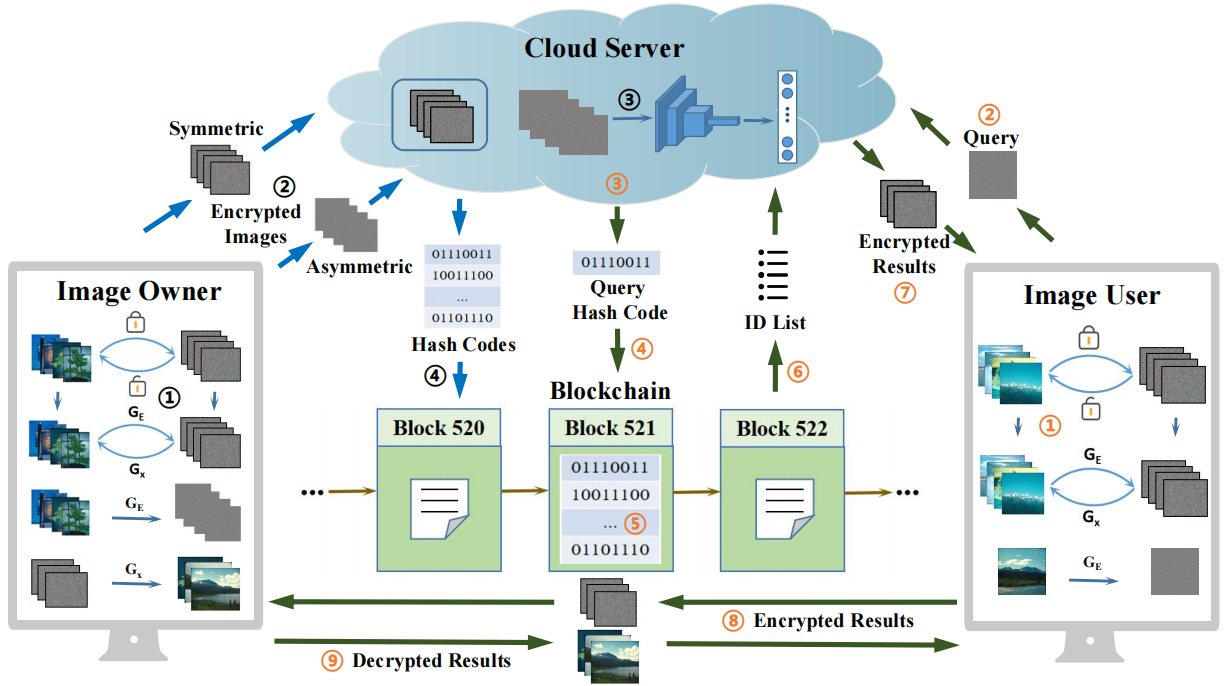 Cloud Server
③
②
Query
Symmetric
②
Encrypted
Images
Asymmetric
③
01110011
10011100
...
01101110
Hash Codes
④
01110011
Query
Hash Code
④
ID List
⑥
Encrypted
Results
⑦
Image Owner
①
G_E
G_x
G_E
G_x
Image User
①
G_E
G_x
G_E
Blockchain
Block 520
Block 521
Block 522
01110011
10011100
... ⑤
01101110
...
...
⑧ Encrypted Results
⑨ Decrypted Results